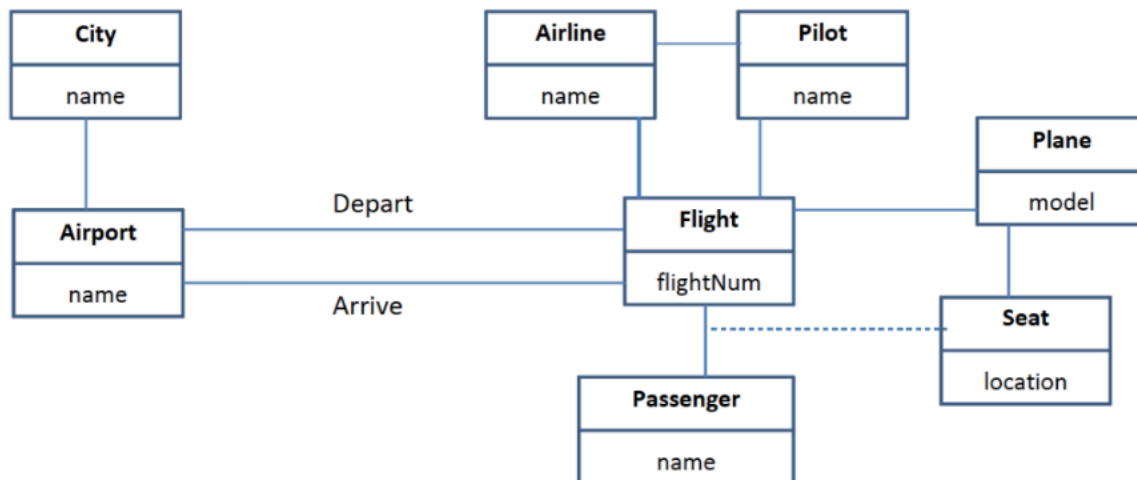 City
name
Airline
name
Pilot
name
Plane
model
Depart
Airport
name
Arrive
Flight
flightNum
Seat
location
Passenger
name